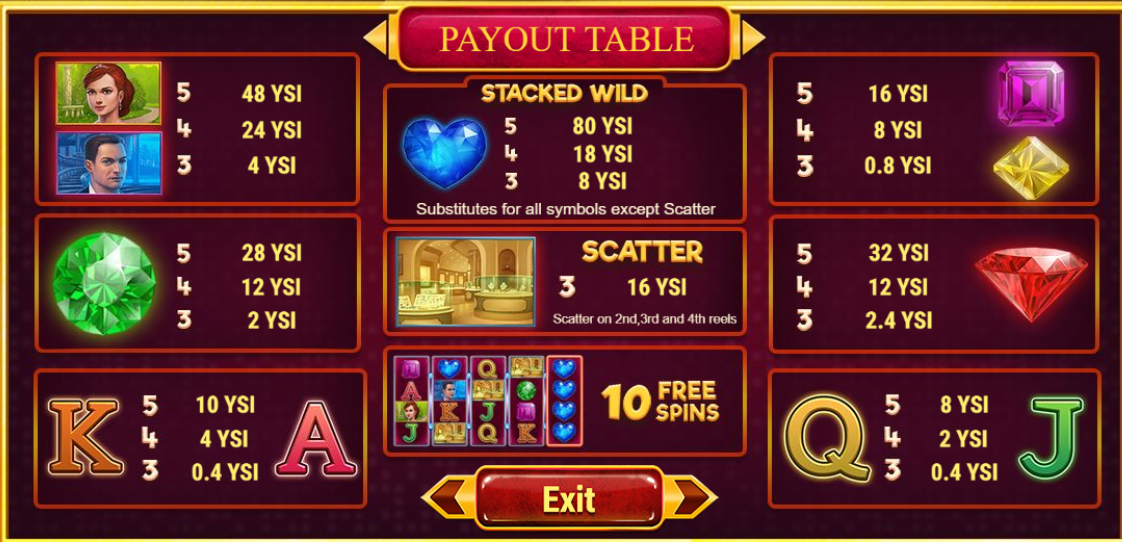 PAYOUT TABLE
5 48 YSI
4 24 YSI
3 4 YSI
STACKED WILD
5 80 YSI
4 18 YSI
3 8 YSI
Substitutes for all symbols except Scatter
5 16 YSI
4 8 YSI
3 0.8 YSI
5 28 YSI
4 12 YSI
3 2 YSI
SCATTER
3 16 YSI
Scatter on 2nd,3rd and 4th reels
5 32 YSI
4 12 YSI
3 2.4 YSI
K A
5 10 YSI
4 4 YSI
3 0.4 YSI
Q
A
K J
J Q K
10 FREE
SPINS
Q J
5 8 YSI
4 2 YSI
3 0.4 YSI
Exit